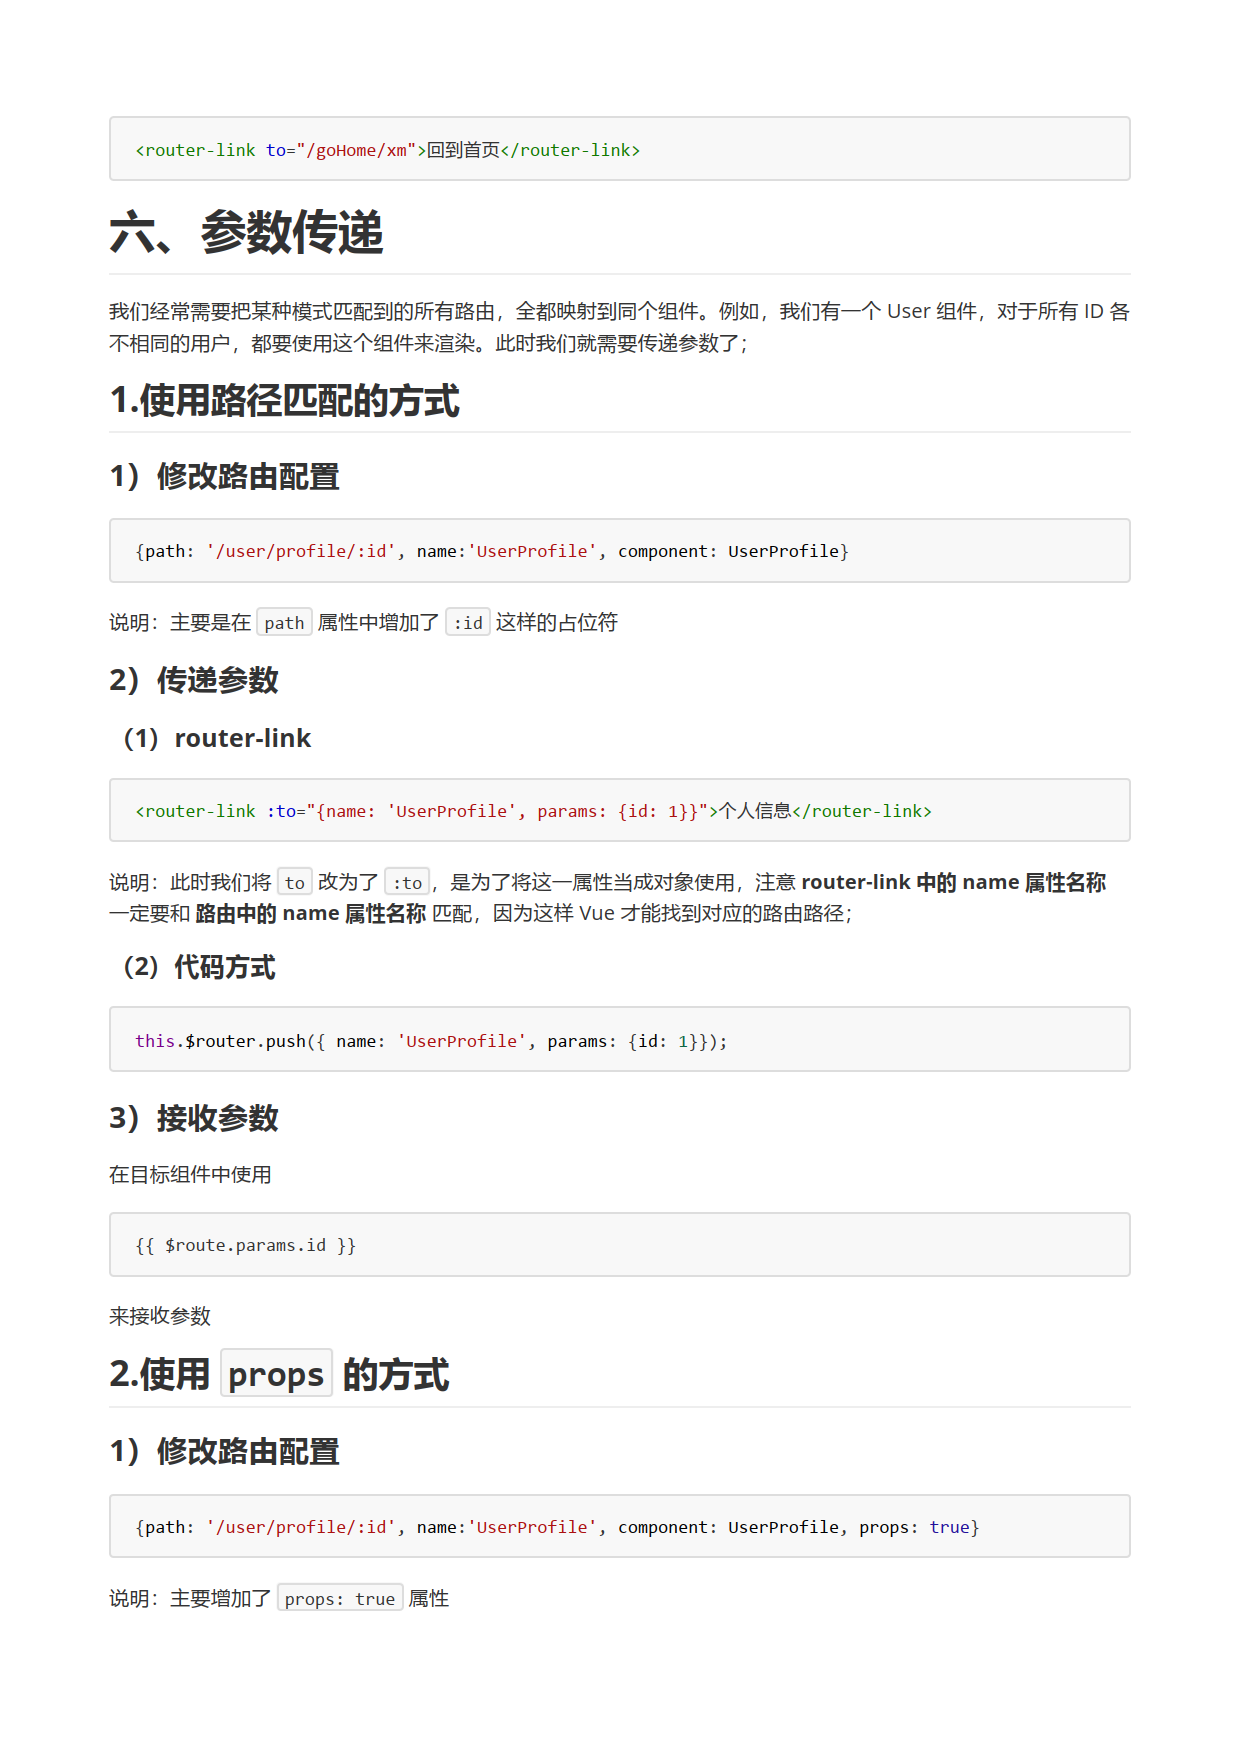 <router-link to="/goHome/xm">回到首页</router-link>
六、参数传递
我们经常需要把某种模式匹配到的所有路由，全都映射到同个组件。例如，我们有一个 User 组件，对于所有 ID 各
不相同的用户，都要使用这个组件来渲染。此时我们就需要传递参数了；
1.使用路径匹配的方式
1）修改路由配置
{path: '/user/profile/:id', name:'UserProfile', component: UserProfile}
说明：主要是在 path 属性中增加了 :id 这样的占位符
2）传递参数
（1）router-link
<router-link :to="{name: 'UserProfile', params: {id: 1}}">个人信息</router-link>
说明：此时我们将 to 改为了 :to，是为了将这一属性当成对象使用，注意 router-link 中的 name 属性名称
一定要和 路由中的 name 属性名称 匹配，因为这样 Vue 才能找到对应的路由路径；
（2）代码方式
this.$router.push({ name: 'UserProfile', params: {id: 1}});
3）接收参数
在目标组件中使用
{{ $route.params.id }}
来接收参数
2.使用 props 的方式
1）修改路由配置
{path: '/user/profile/:id', name:'UserProfile', component: UserProfile, props: true}
说明：主要增加了 props: true 属性